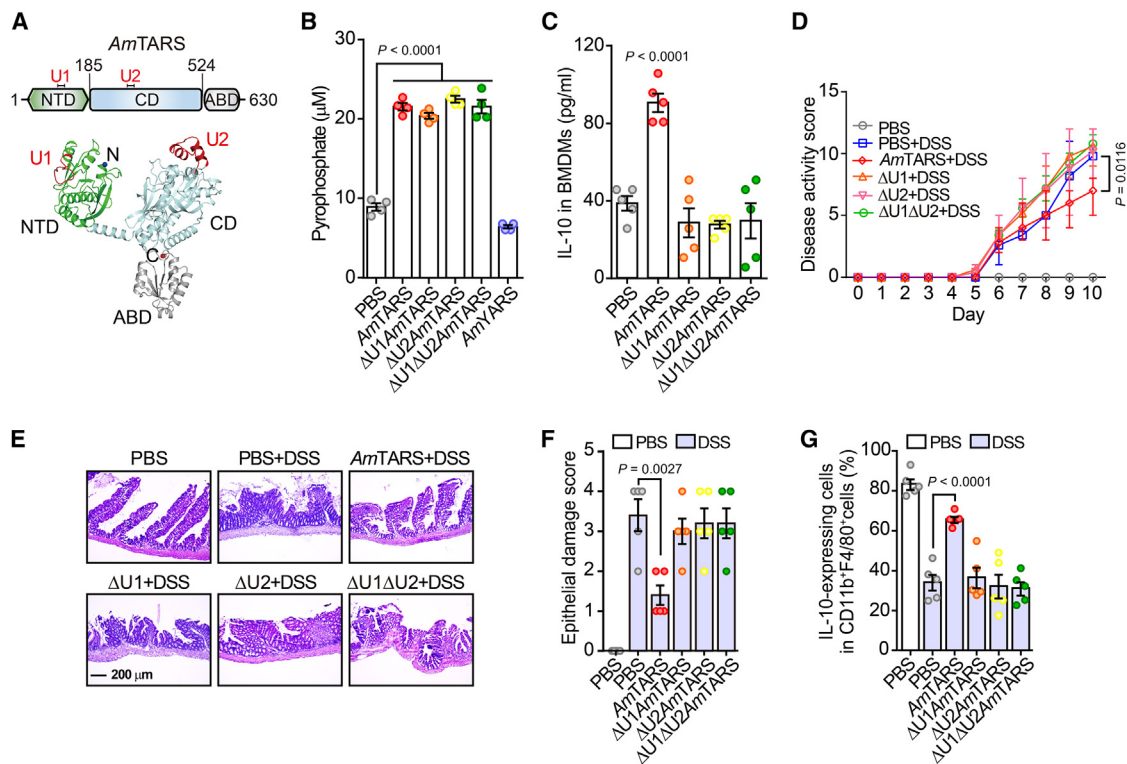 A
AmTARS
U1
185
U2
524
1
NTD
CD
ABD
630
U1
N
U2
NTD
C
CD
ABD
B
P < 0.0001
Pyrophosphate (μM)
30
20
10
0
PBS
AmTARS
ΔU1AmTARS
ΔU2AmTARS
ΔU1ΔU2AmTARS
AmYARS
C
P < 0.0001
IL-10 in BMDMs (pg/ml)
120
80
40
0
PBS
AmTARS
ΔU1AmTARS
ΔU2AmTARS
ΔU1ΔU2AmTARS
D
PBS
PBS+DSS
AmTARS+DSS
ΔU1+DSS
ΔU2+DSS
ΔU1ΔU2+DSS
Disease activity score
15
10
5
0
0 1 2 3 4 5 6 7 8 9 10
Day
P = 0.0116
E
PBS
PBS+DSS
AmTARS+DSS
ΔU1+DSS
ΔU2+DSS
ΔU1ΔU2+DSS
200 μm
F
PBS
DSS
P = 0.0027
Epithelial damage score
5
4
3
2
1
0
PBS
PBS
AmTARS
ΔU1AmTARS
ΔU2AmTARS
ΔU1ΔU2AmTARS
G
PBS
DSS
P < 0.0001
IL-10-expressing cells
in CD11b⁺F4/80⁺cells (%)
100
80
60
40
20
0
PBS
PBS
AmTARS
ΔU1AmTARS
ΔU2AmTARS
ΔU1ΔU2AmTARS